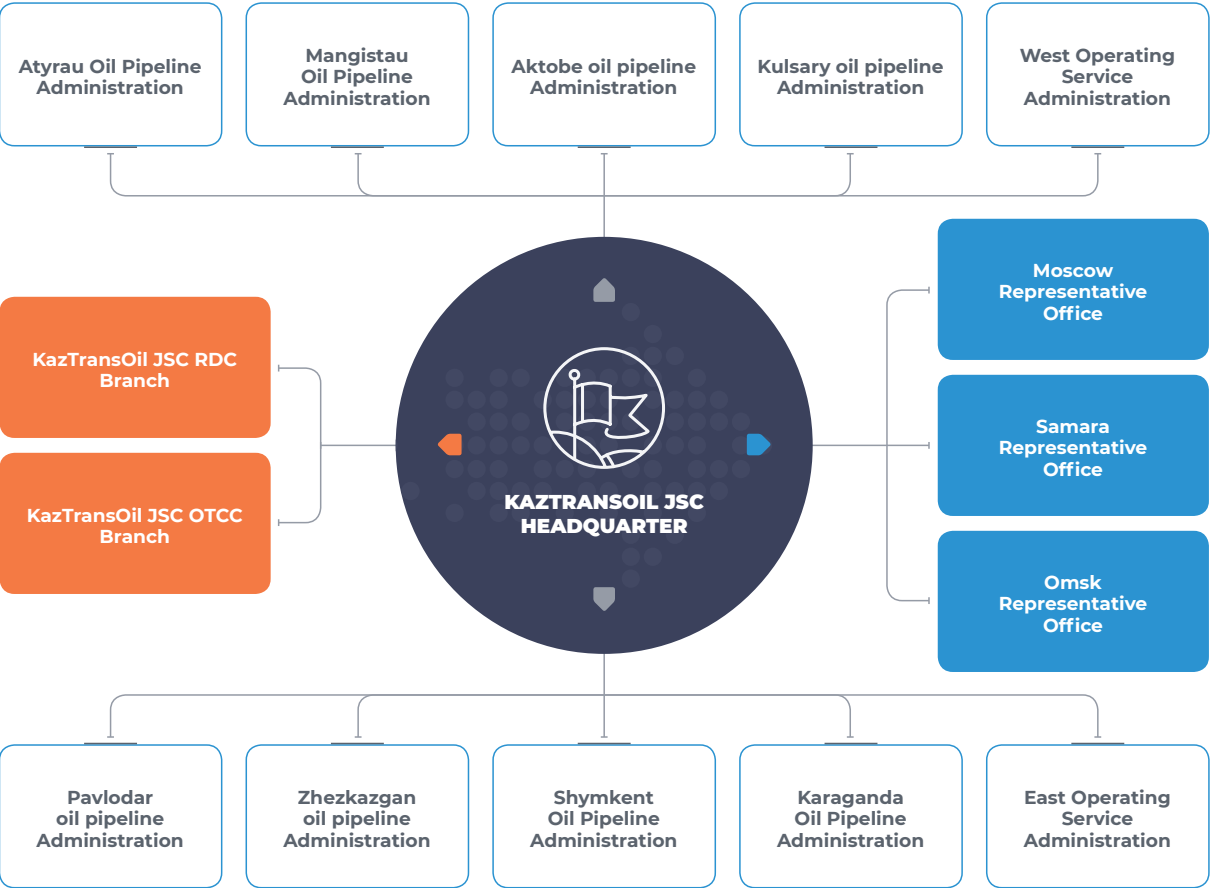 Atyrau Oil Pipeline
Administration
Mangistau
Oil Pipeline
Administration
Aktobe oil pipeline
Administration
Kulsary oil pipeline
Administration
West Operating
Service
Administration
KazTransOil JSC RDC
Branch
KazTransOil JSC OTCC
Branch
KAZTRANSOIL JSC
HEADQUARTER
Moscow
Representative
Office
Samara
Representative
Office
Omsk
Representative
Office
Pavlodar
oil pipeline
Administration
Zhezkazgan
oil pipeline
Administration
Shymkent
Oil Pipeline
Administration
Karaganda
Oil Pipeline
Administration
East Operating
Service
Administration